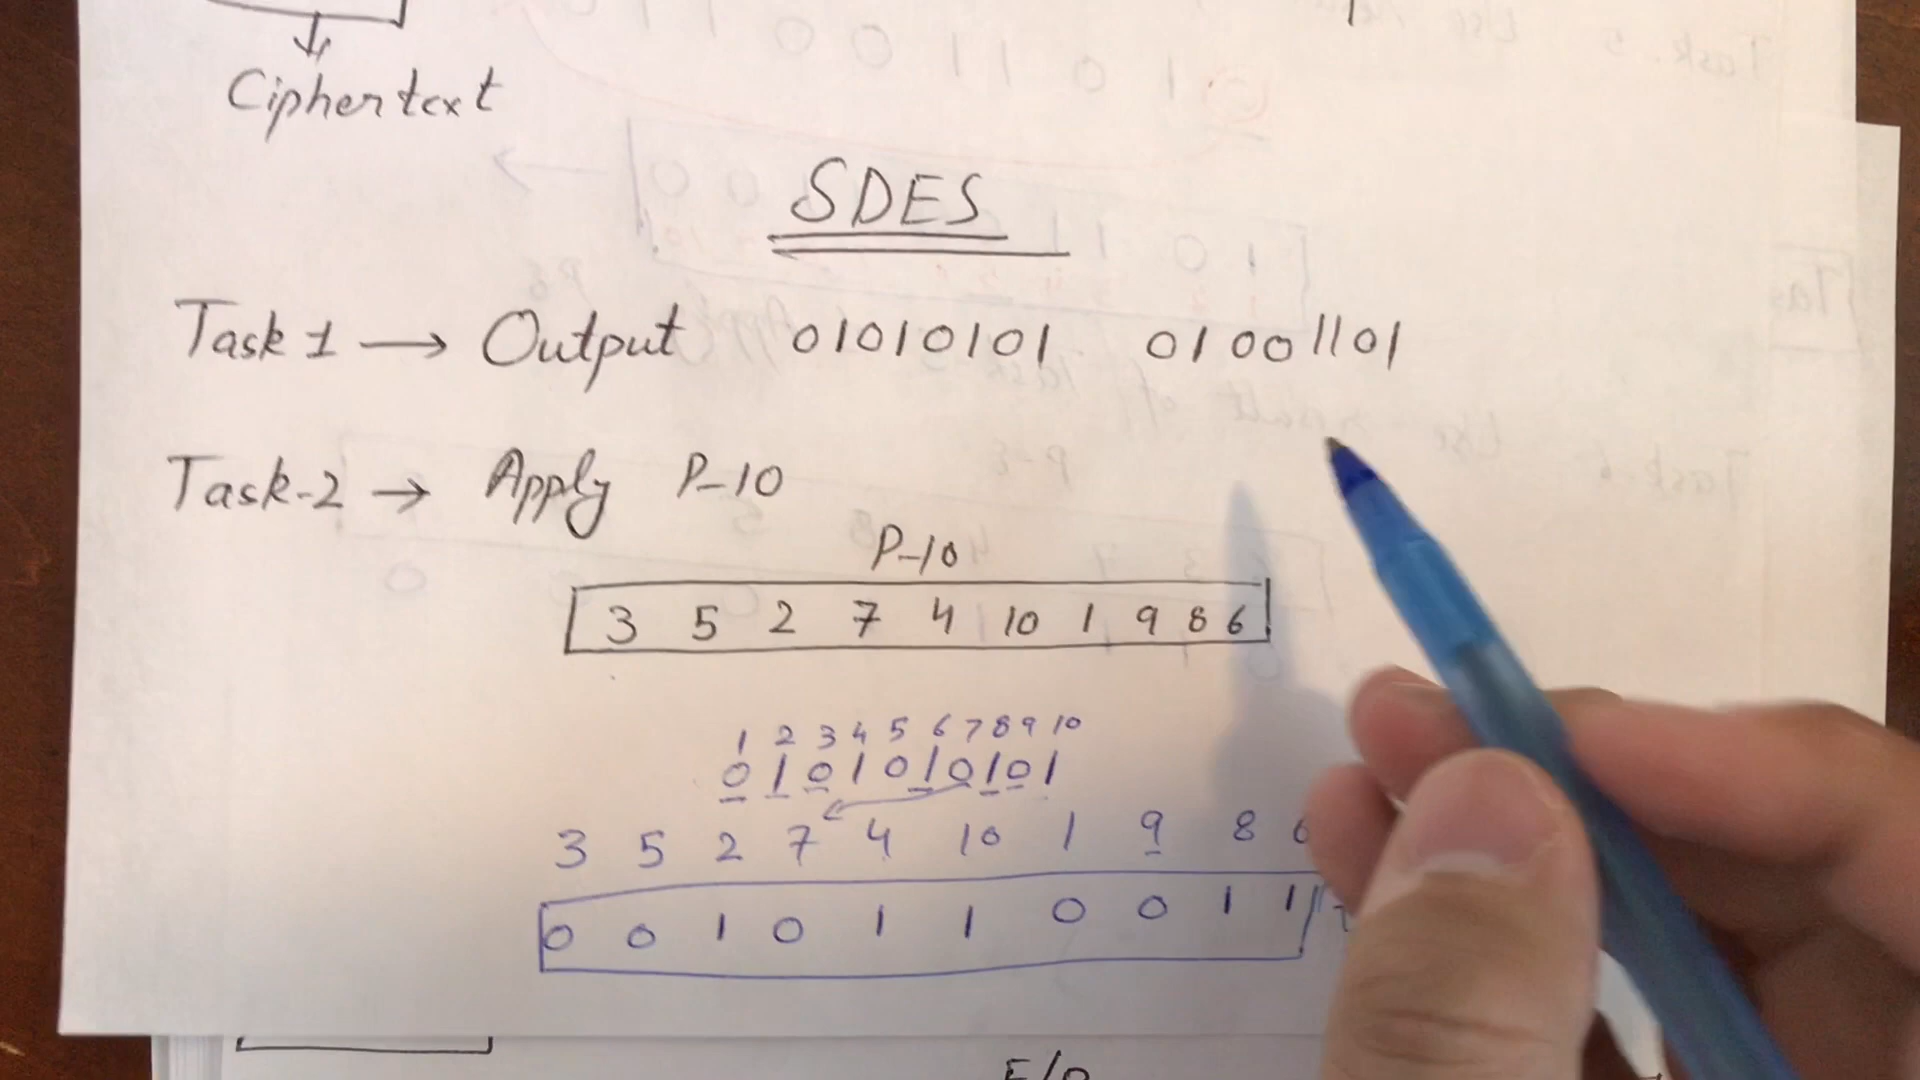 Ciphertext
SDES
Task 1 → Output 01010101 01001101
Task-2 → Apply P-10
P-10
3 5 2 7 4 10 1 9 8 6
1 2 3 4 5 6 7 8 9 10
0 1 0 1 0 1 0 1 0 1
3 5 2 7 4 10 1 9 8 6
0 0 1 0 1 1 0 0 1 1